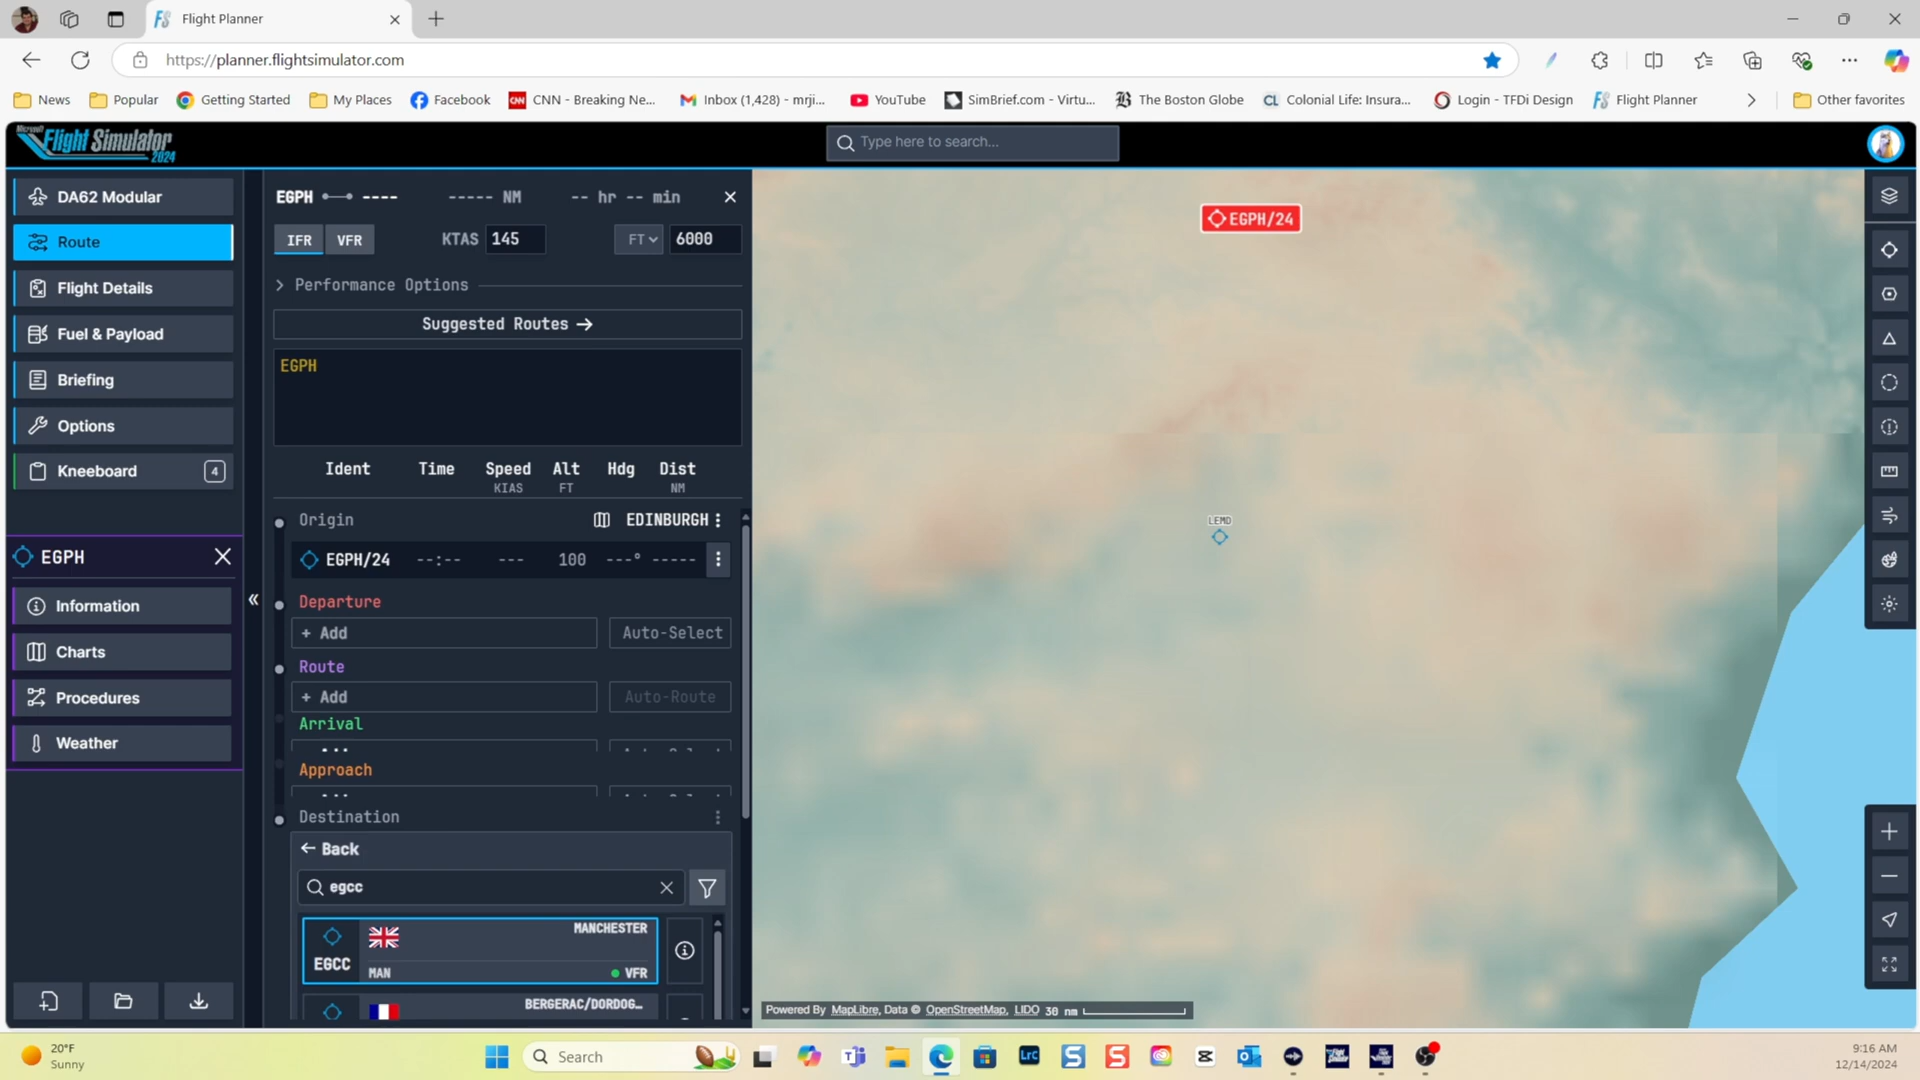 Flight Planner
https://planner.flightsimulator.com
News
Popular
Getting Started
My Places
Facebook
CNN - Breaking Ne...
Inbox (1,428) - mrji...
YouTube
SimBrief.com - Virtu...
The Boston Globe
Colonial Life: Insura...
Login - TFDi Design
Flight Planner
Other favorites
Microsoft
Flight Simulator
2024
Type here to search...
DA62 Modular
Route
Flight Details
Fuel & Payload
Briefing
Options
Kneeboard 4
EGPH
Information
Charts
Procedures
Weather
EGPH ---- ----- NM -- hr -- min
IFR VFR KTAS 145 FT 6000
Performance Options
Suggested Routes →
EGPH
Ident Time Speed Alt Hdg Dist
KIAS FT NM
Origin EDINBURGH
EGPH/24 --:-- --- 100 ---° -----
Departure
+ Add Auto-Select
Route
+ Add Auto-Route
Arrival
Approach
Destination
← Back
egcc
MANCHESTER
EGCC
MAN VFR
BERGERAC/DORDOG...
EGPH/24
LEMD
Powered By MapLibre, Data © OpenStreetMap, LIDO 30 nm
20°F
Sunny
Search
LrC
9:16 AM
12/14/2024